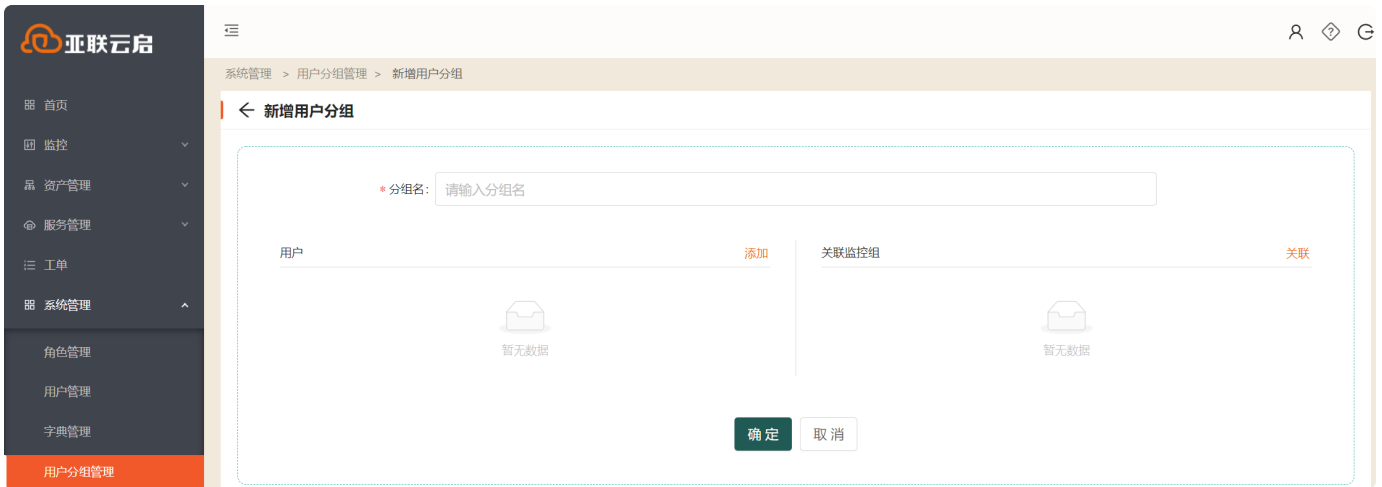 亚联云启
系统管理 > 用户分组管理 > 新增用户分组
首页
新增用户分组
监控
资产管理
* 分组名: 请输入分组名
服务管理
用户 添加 关联监控组 关联
工单
系统管理
暂无数据 暂无数据
角色管理
用户管理
字典管理
确定 取消
用户分组管理